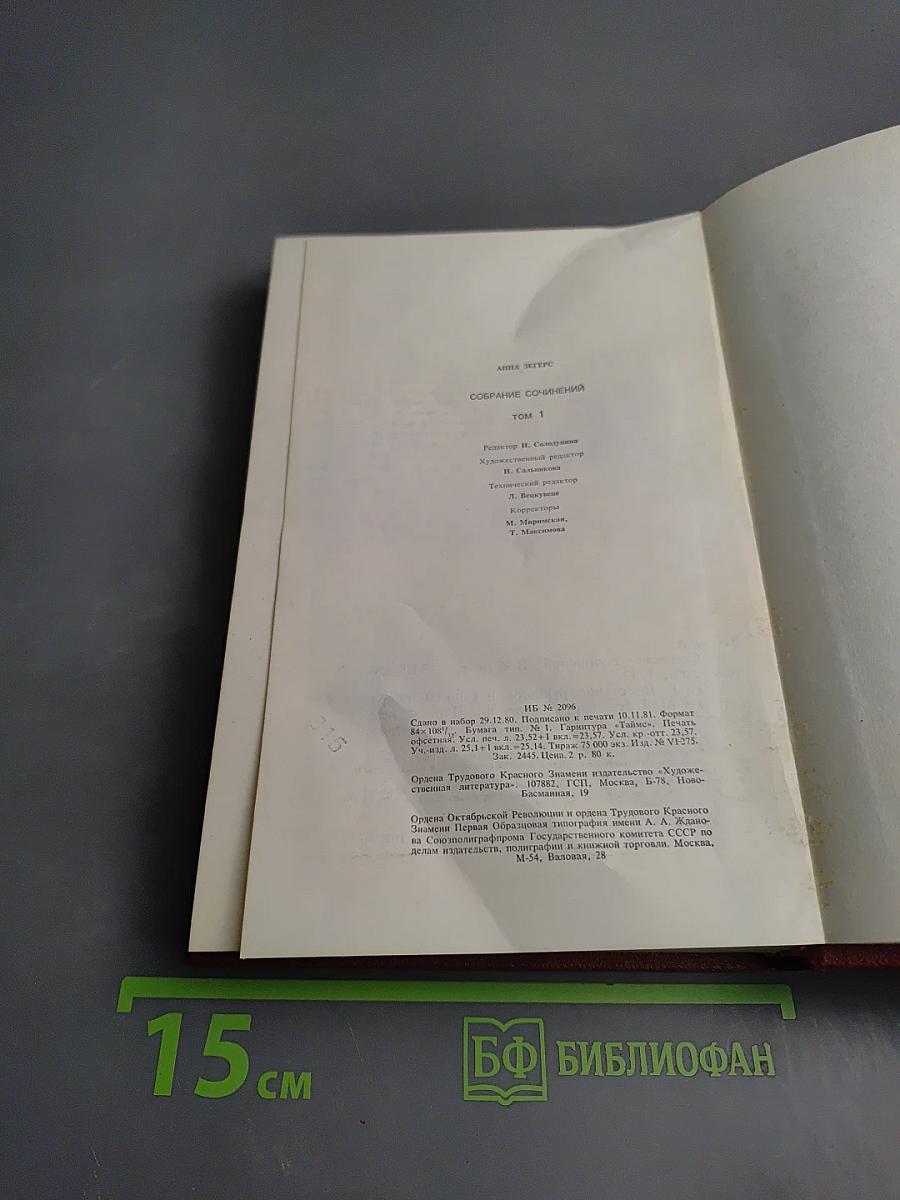 АННА ЗЕГЕРС
СОБРАНИЕ СОЧИНЕНИЙ
ТОМ 1
Редактор И. Солодунина
Художественный редактор
И. Сальникова
Технический редактор
Л. Вецкувене
Корректоры
М. Миримская,
Т. Максимова
ИБ № 2096
Сдано в набор 29.12.80. Подписано к печати 10.11.81. Формат
84×108¹/₃₂. Бумага тип. № 1. Гарнитура «Таймс». Печать
офсетная. Усл. печ. л. 23,52+1 вкл.=23,57. Усл. кр.-отт. 23,57.
Уч.-изд. л. 25,1+1 вкл.=25,14. Тираж 75 000 экз. Изд. № VI-275.
Зак. 2445. Цена 2 р. 80 к.
Ордена Трудового Красного Знамени издательство «Художе-
ственная литература». 107882, ГСП, Москва, Б-78, Ново-
Басманная, 19
Ордена Октябрьской Революции и ордена Трудового Красного
Знамени Первая Образцовая типография имени А. А. Ждано-
ва Союзполиграфпрома Государственного комитета СССР по
делам издательств, полиграфии и книжной торговли. Москва,
М-54, Валовая, 28
15 см
БФ БИБЛИОФАН